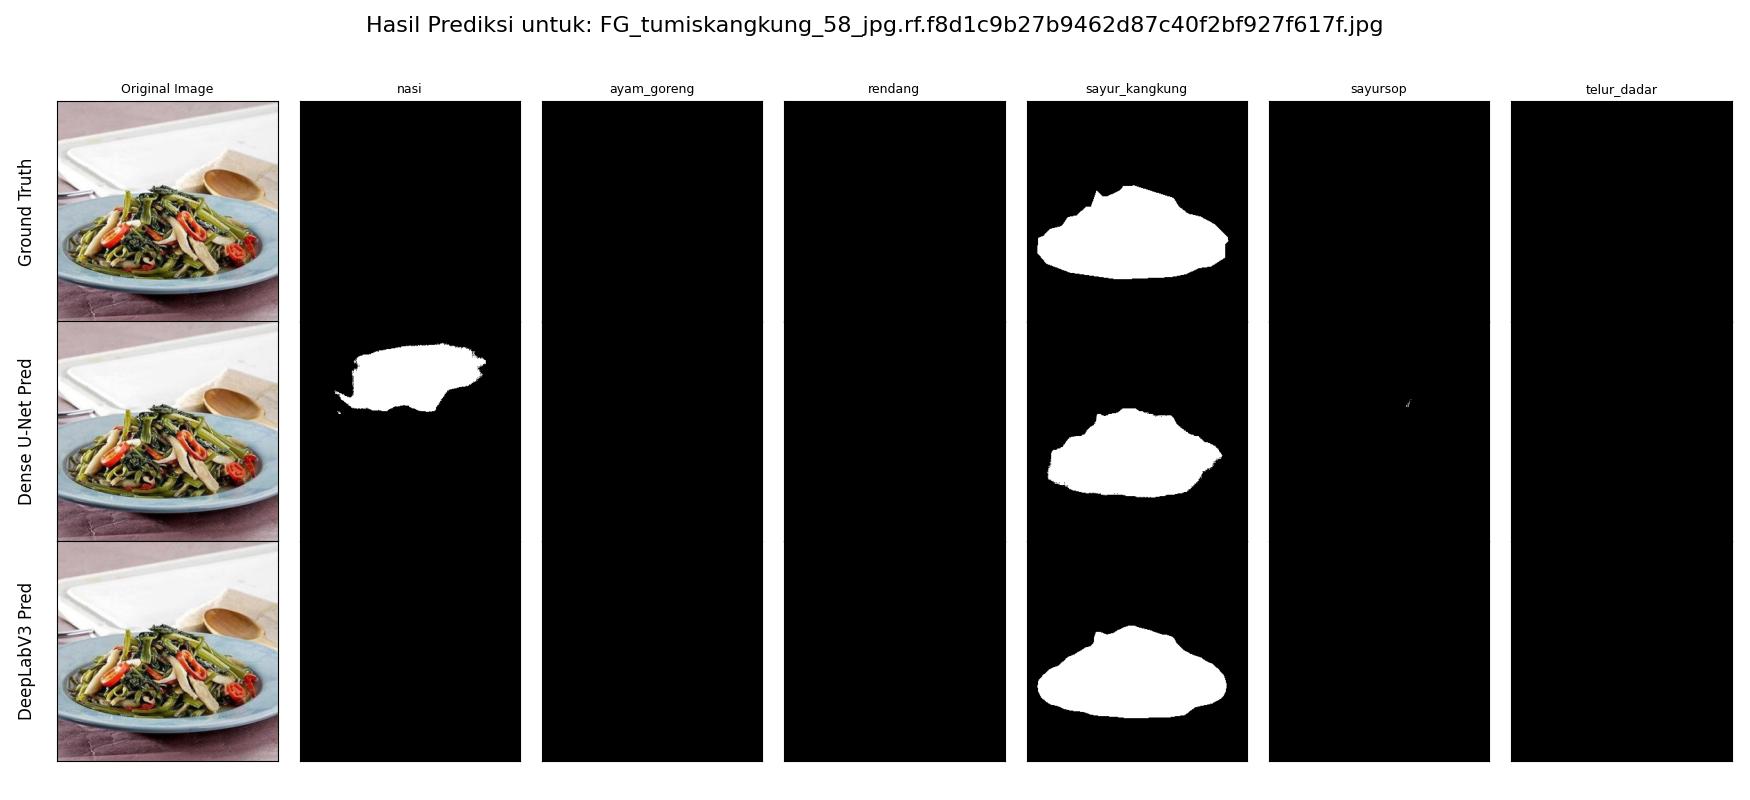 Hasil Prediksi untuk: FG_tumiskangkung_58_jpg.rf.f8d1c9b27b9462d87c40f2bf927f617f.jpg
Original Image
nasi
ayam_goreng
rendang
sayur_kangkung
sayursop
telur_dadar
Ground Truth
Dense U-Net Pred
DeepLabV3 Pred